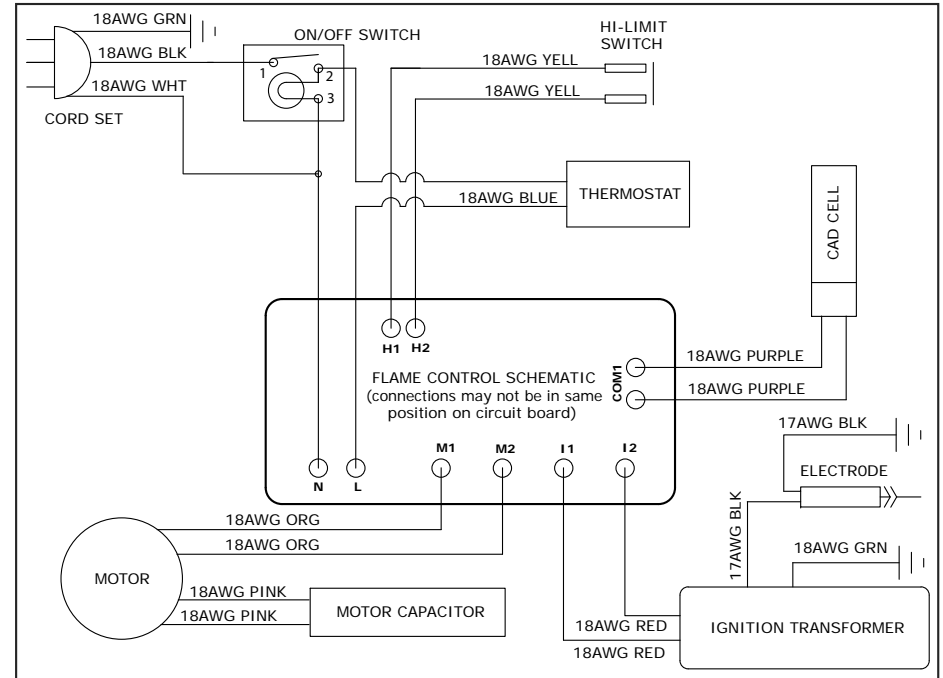 18AWG GRN
18AWG BLK
18AWG WHT
CORD SET
ON/OFF SWITCH
1
2
3
HI-LIMIT
SWITCH
18AWG YELL
18AWG YELL
18AWG BLUE
THERMOSTAT
CAD CELL
H1 H2
FLAME CONTROL SCHEMATIC
(connections may not be in same
position on circuit board)
COM1
18AWG PURPLE
18AWG PURPLE
M1
M2
I1
I2
N
L
17AWG BLK
ELECTRODE
17AWG BLK
18AWG GRN
18AWG ORG
18AWG ORG
MOTOR
18AWG PINK
18AWG PINK
MOTOR CAPACITOR
18AWG RED
18AWG RED
IGNITION TRANSFORMER